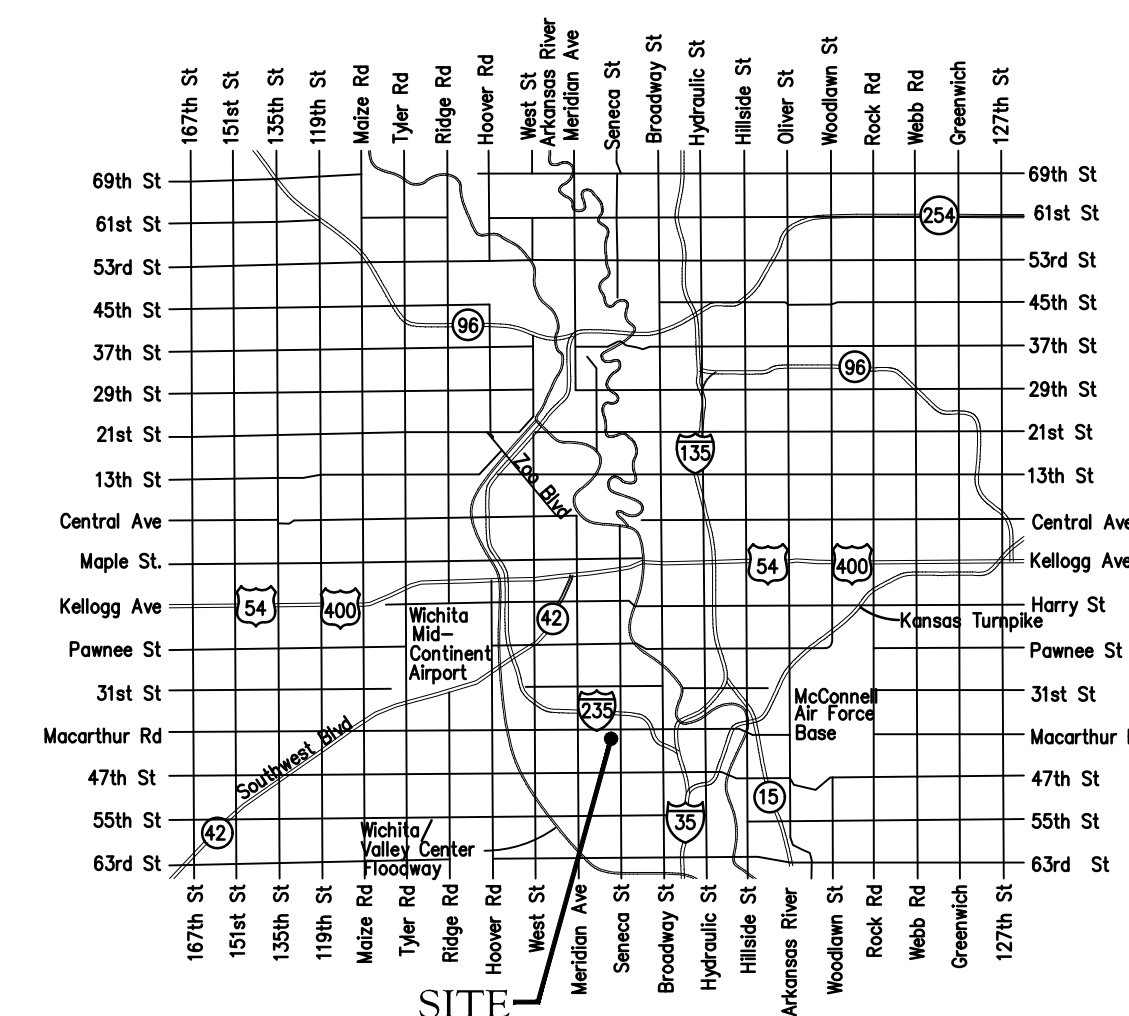 167th St
151st St
135th St
119th St
Maize Rd
Tyler Rd
Ridge Rd
Hoover Rd
West St
Arkansas River
Meridian Ave
Seneca St
Broadway St
Hydraulic St
Hillside St
Oliver St
Woodlawn St
Rock Rd
Webb Rd
Greenwich
127th St
69th St
61st St
53rd St
45th St
37th St
29th St
21st St
13th St
Central Ave
Maple St.
Kellogg Ave
Pawnee St
31st St
Macarthur Rd
47th St
55th St
63rd St
69th St
61st St
53rd St
45th St
37th St
29th St
21st St
13th St
Central Ave
Kellogg Ave
Harry St
Pawnee St
31st St
Macarthur
47th St
55th St
63rd St
254
96
96
135
Zoo Blvd
54
400
54
400
42
Wichita
Mid-
Continent
Airport
Kansas Turnpike
McConnell
Air Force
Base
235
Southwest Blvd
15
35
42
Wichita/
Valley Center
Floodway
167th St
151st St
135th St
119th St
Maize Rd
Tyler Rd
Ridge Rd
Hoover Rd
West St
Meridian Ave
Seneca St
Broadway St
Hydraulic St
Hillside St
Arkansas River
Woodlawn St
Rock Rd
Webb Rd
Greenwich
127th St
SITE